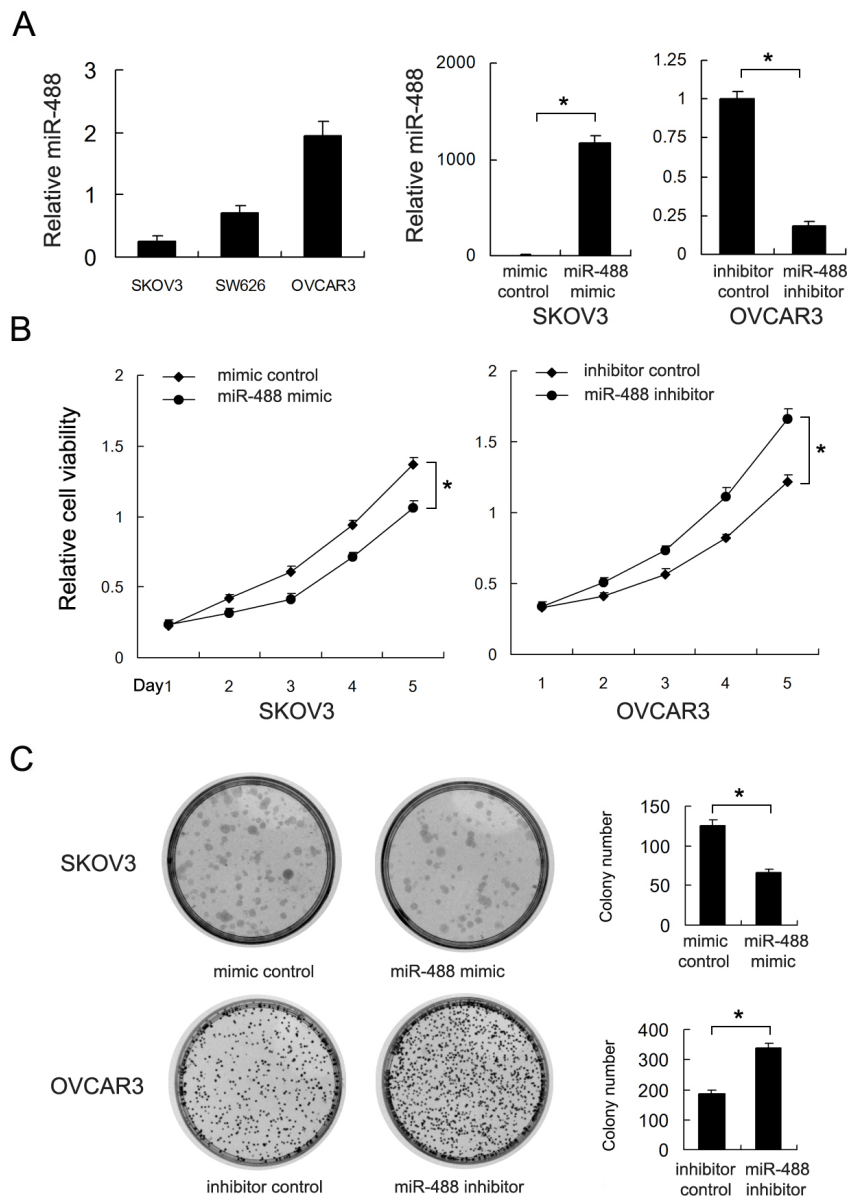 A
Relative miR-488
3
2
1
0
SKOV3 SW626 OVCAR3
Relative miR-488
2000
1000
0
*
mimic control
miR-488 mimic
SKOV3
1.25
1
0.75
0.5
0.25
0
*
inhibitor control
miR-488 inhibitor
OVCAR3
B
Relative cell viability
2
1.5
1
0.5
0
mimic control
miR-488 mimic
*
Day1 2 3 4 5
SKOV3
2
1.5
1
0.5
0
inhibitor control
miR-488 inhibitor
*
1 2 3 4 5
OVCAR3
C
SKOV3
mimic control
miR-488 mimic
Colony number
150
100
50
0
*
mimic control
miR-488 mimic
OVCAR3
inhibitor control
miR-488 inhibitor
Colony number
400
300
200
100
0
*
inhibitor control
miR-488 inhibitor